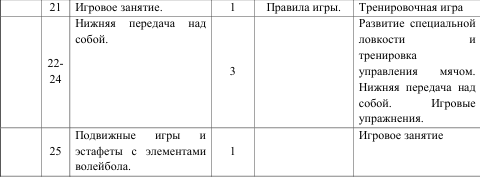 21 Игровое занятие. 1 Правила игры. Тренировочная игра
22-24 Нижняя передача над собой. 3 Развитие специальной ловкости и тренировка управления мячом. Нижняя передача над собой. Игровые упражнения.
25 Подвижные игры и эстафеты с элементами волейбола. 1 Игровое занятие